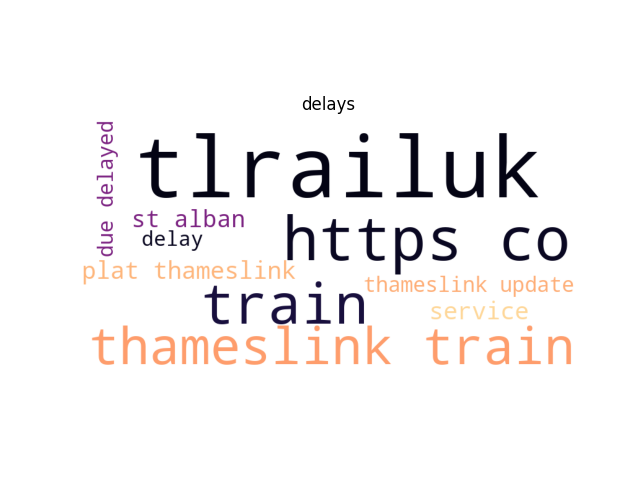 delays
due delayed
tlrailuk
st alban
https co
delay
plat thameslink
thameslink update
train
service
thameslink train